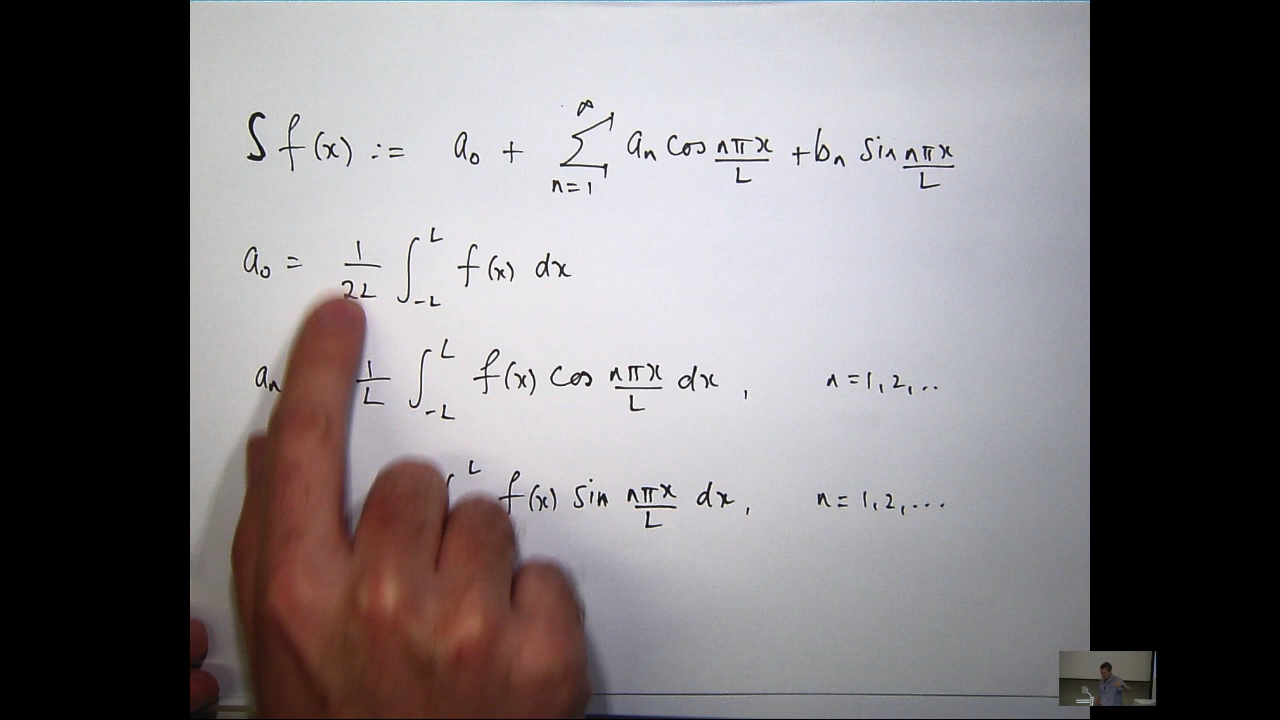 Sf(x) := a₀ + ∑_{n=1}^{∞} aₙ cos nπx/L + bₙ sin nπx/L
a₀ = 1/2L ∫_{-L}^{L} f(x) dx
aₙ 1/L ∫_{-L}^{L} f(x) cos nπx/L dx , n = 1, 2, ..
∫^{L} f(x) sin nπx/L dx , n = 1, 2, ...